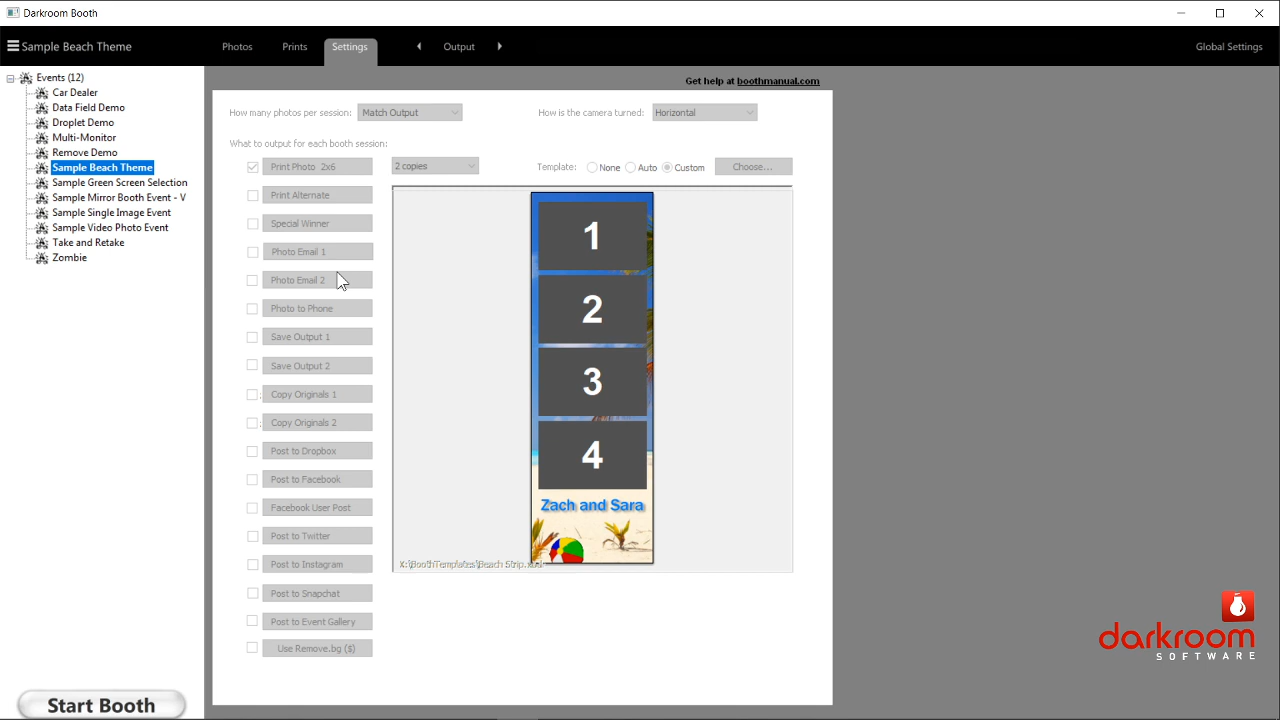 Darkroom Booth
Sample Beach Theme
Photos
Prints
Settings
Output
Global Settings
Events (12)
Car Dealer
Data Field Demo
Droplet Demo
Multi-Monitor
Remove Demo
Sample Beach Theme
Sample Green Screen Selection
Sample Mirror Booth Event - V
Sample Single Image Event
Sample Video Photo Event
Take and Retake
Zombie
Start Booth
Get help at boothmanual.com
How many photos per session: Match Output
How is the camera turned: Horizontal
What to output for each booth session:
Print Photo 2x6
2 copies
Template: None Auto Custom Choose...
Print Alternate
Special Winner
Photo Email 1
Photo Email 2
Photo to Phone
Save Output 1
Save Output 2
Copy Originals 1
Copy Originals 2
Post to Dropbox
Post to Facebook
Facebook User Post
Post to Twitter
Post to Instagram
Post to Snapchat
Post to Event Gallery
Use Remove.bg ($)
1
2
3
4
Zach and Sara
X:\BoothTemplates\Beach Strip.xtd
darkroom
SOFTWARE